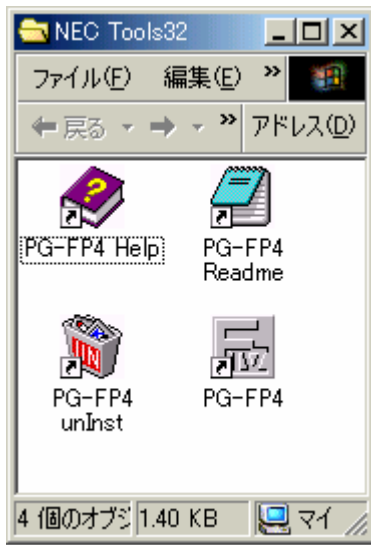 NEC Tools32
ファイル(F) 編集(E) »
戻る » アドレス(D)
PG-FP4 Help
PG-FP4
Readme
PG-FP4
unInst
PG-FP4
4 個のオブジ 1.40 KB マイ